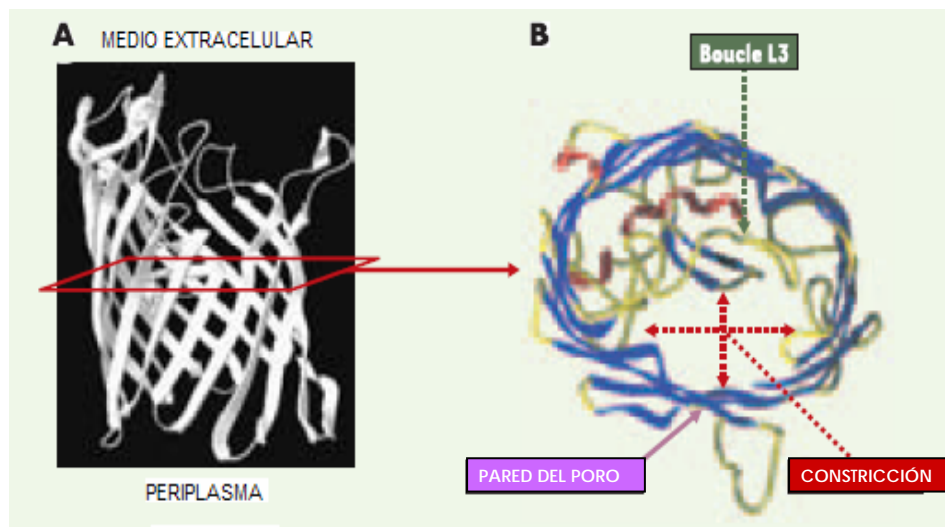 A MEDIO EXTRACELULAR
B
Boucle L3
PARED DEL PORO
CONSTRICCIÓN
PERIPLASMA